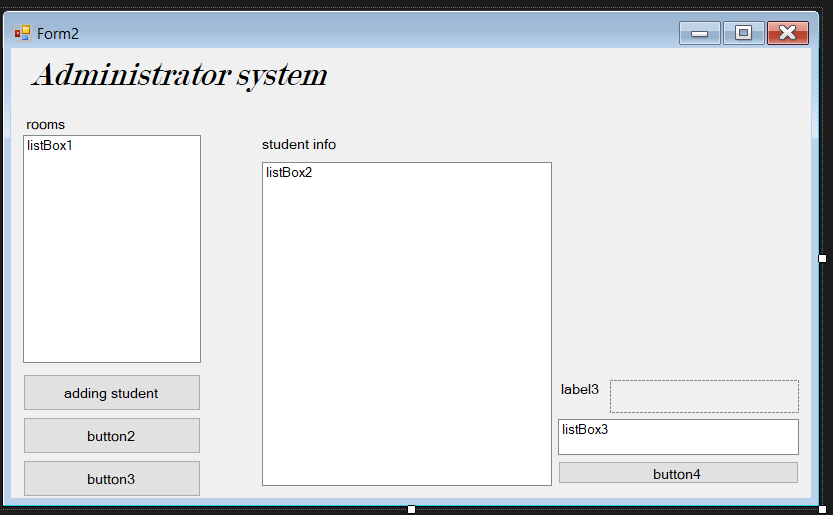 Form2
Administrator system
rooms
listBox1
student info
listBox2
adding student
button2
button3
label3
listBox3
button4